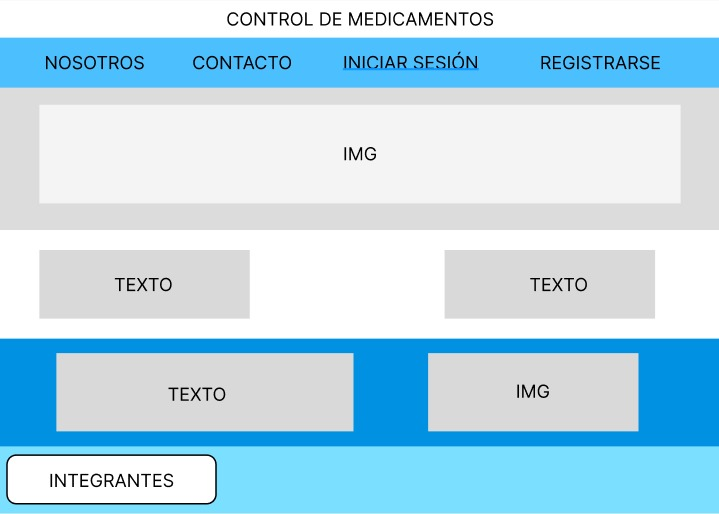 CONTROL DE MEDICAMENTOS
NOSOTROS CONTACTO INICIAR SESIÓN REGISTRARSE
IMG
TEXTO TEXTO
TEXTO IMG
INTEGRANTES